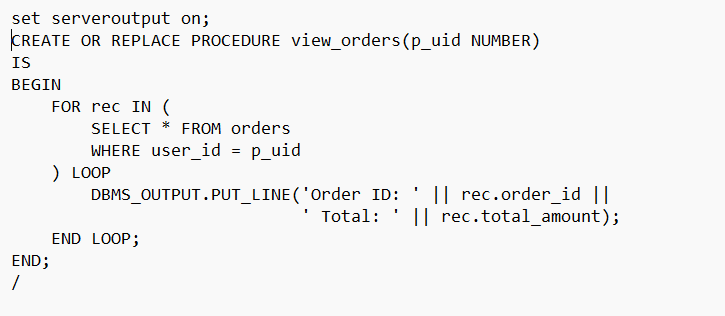 set serveroutput on;
CREATE OR REPLACE PROCEDURE view_orders(p_uid NUMBER)
IS
BEGIN
    FOR rec IN (
        SELECT * FROM orders
        WHERE user_id = p_uid
    ) LOOP
        DBMS_OUTPUT.PUT_LINE('Order ID: ' || rec.order_id ||
                             ' Total: ' || rec.total_amount);
    END LOOP;
END;
/